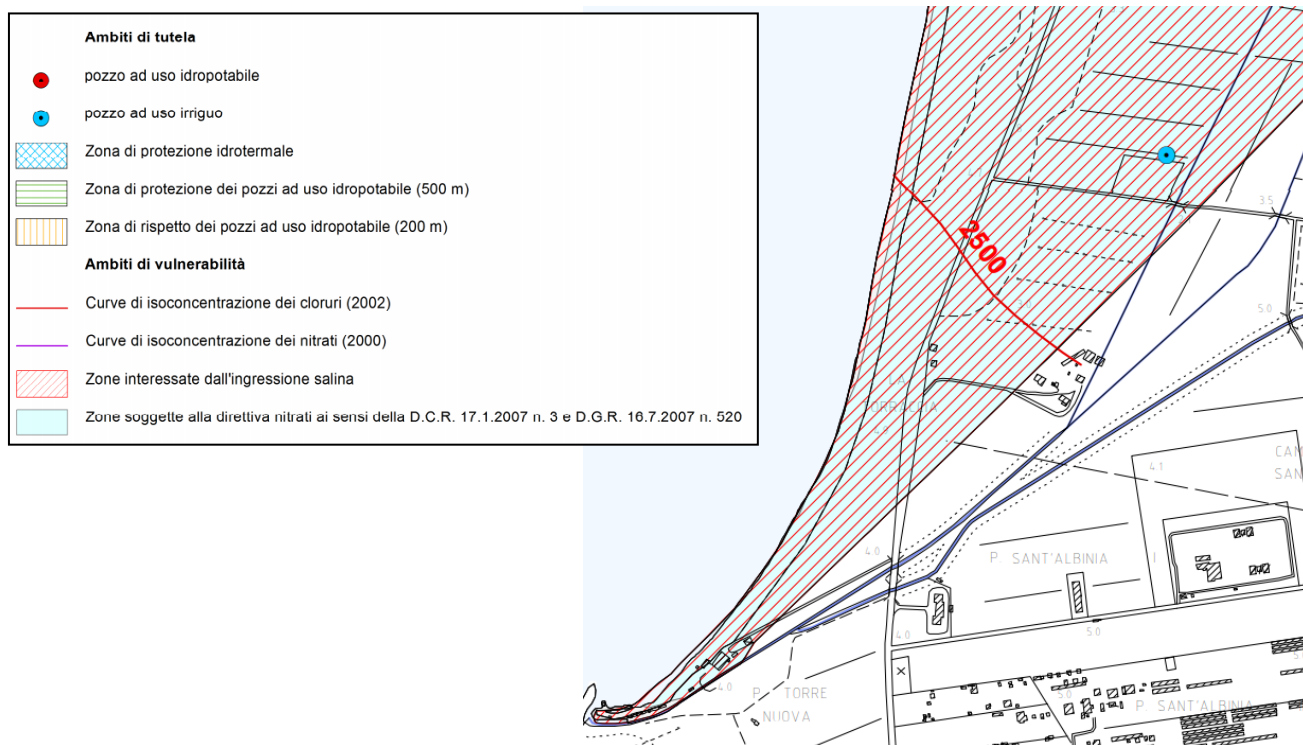 Ambiti di tutela
pozzo ad uso idropotabile
pozzo ad uso irriguo
Zona di protezione idrotermale
Zona di protezione dei pozzi ad uso idropotabile (500 m)
Zona di rispetto dei pozzi ad uso idropotabile (200 m)
Ambiti di vulnerabilità
Curve di isoconcentrazione dei cloruri (2002)
Curve di isoconcentrazione dei nitrati (2000)
Zone interessate dall'ingressione salina
Zone soggette alla direttiva nitrati ai sensi della D.C.R. 17.1.2007 n. 3 e D.G.R. 16.7.2007 n. 520
2500
3.5
5.0
LA
4.1
CAM
SAN
4.0
P. SANT'ALBINIA
4.0
5.0
4.0
P. TORRE
NUOVA
5.0
P. SANT'ALBINIA